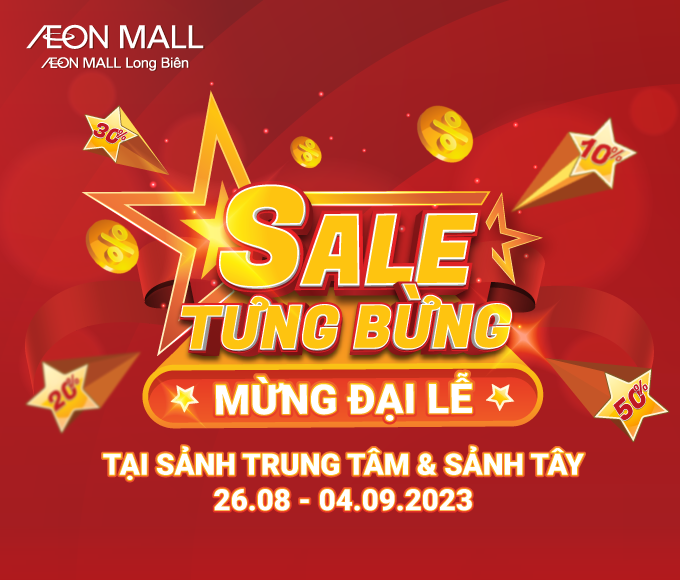 ÆON MALL
ÆON MALL Long Biên
30%
%
%
10%
%
SALE
TƯNG BỪNG
20%
MỪNG ĐẠI LỄ
50%
TẠI SẢNH TRUNG TÂM & SẢNH TÂY
26.08 - 04.09.2023